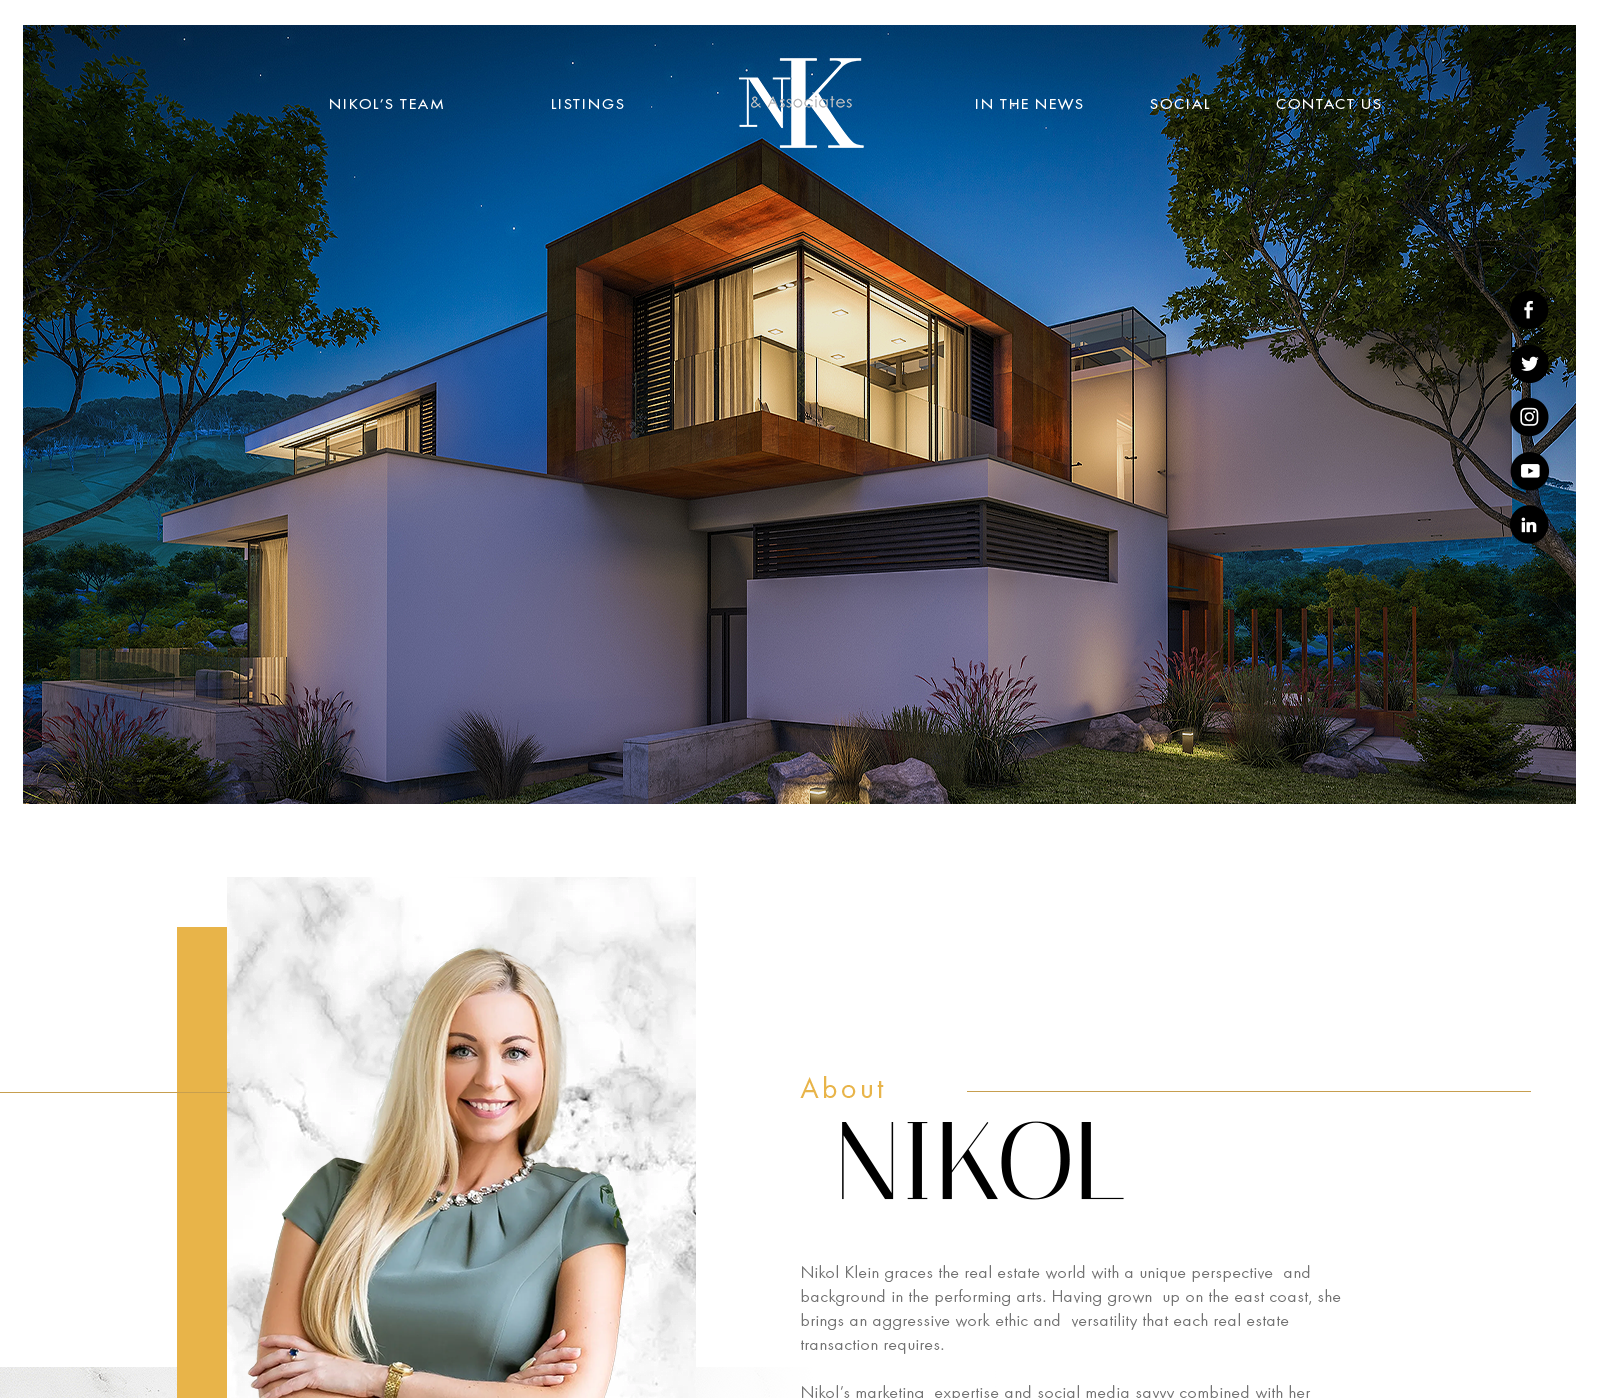 NIKOL’S TEAM
LISTINGS
NK
& Associates
IN THE NEWS
SOCIAL
CONTACT US
About
NIKOL
Nikol Klein graces the real estate world with a unique perspective and
background in the performing arts. Having grown up on the east coast, she
brings an aggressive work ethic and versatility that each real estate
transaction requires.
Nikol’s marketing expertise and social media savvy combined with her